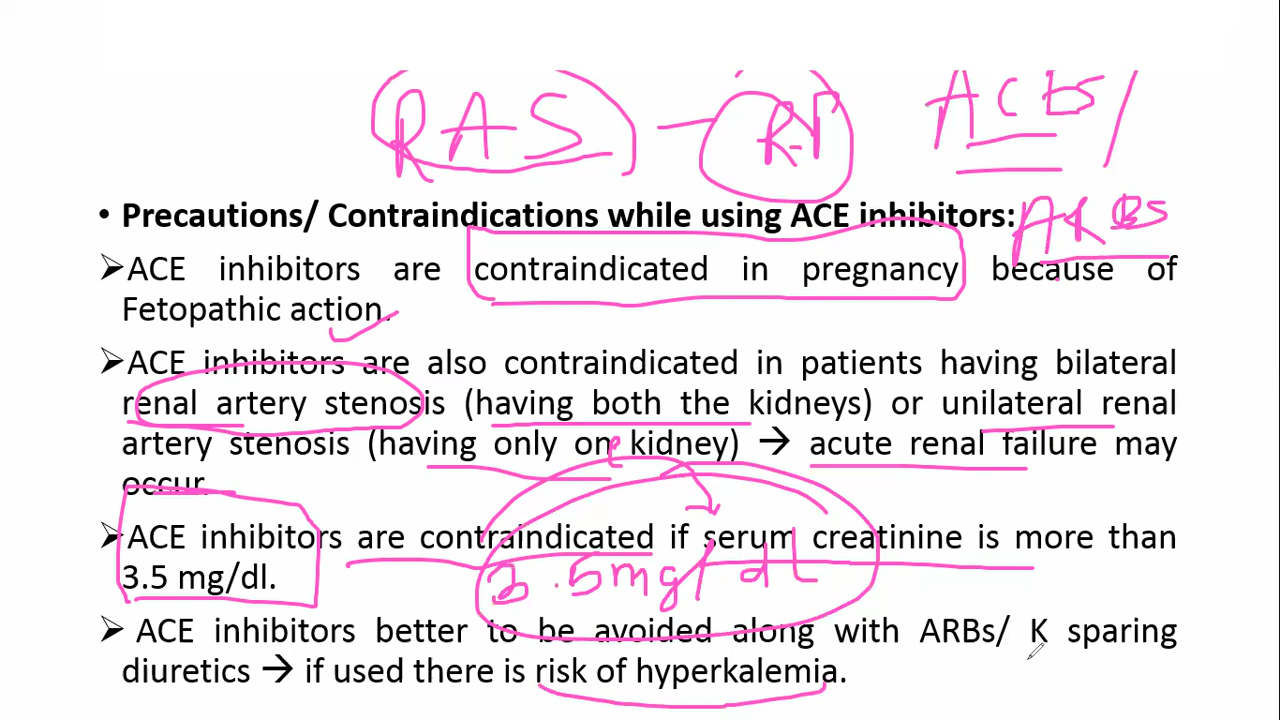 RAS – RF ACEs /
ARBs
• Precautions/ Contraindications while using ACE inhibitors:
➢ACE inhibitors are contraindicated in pregnancy because of
Fetopathic action.
➢ACE inhibitors are also contraindicated in patients having bilateral
renal artery stenosis (having both the kidneys) or unilateral renal
artery stenosis (having only one kidney) → acute renal failure may
occur.
➢ACE inhibitors are contraindicated if serum creatinine is more than
3.5 mg/dl.
3.5mg/dL
➢ ACE inhibitors better to be avoided along with ARBs/ K sparing
diuretics → if used there is risk of hyperkalemia.